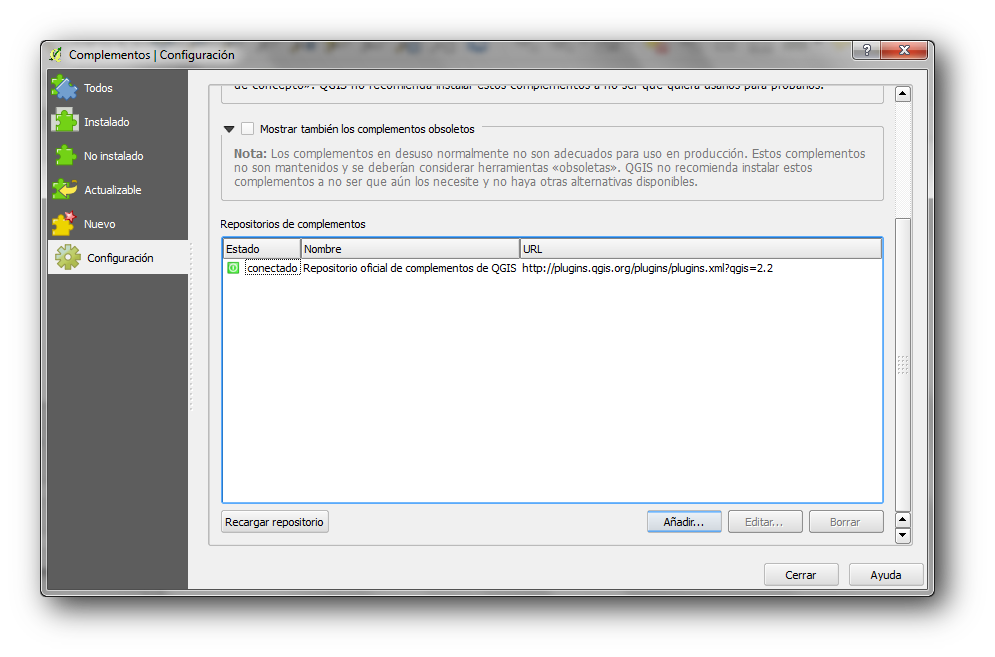 Complementos | Configuración
Todos
Instalado
No instalado
Actualizable
Nuevo
Configuración
de concepto». QGIS no recomienda instalar estos complementos a no ser que quiera usarlos para probarlos.
Mostrar también los complementos obsoletos
Nota: Los complementos en desuso normalmente no son adecuados para uso en producción. Estos complementos
no son mantenidos y se deberían considerar herramientas «obsoletas». QGIS no recomienda instalar estos
complementos a no ser que aún los necesite y no haya otras alternativas disponibles.
Repositorios de complementos
Estado Nombre URL
conectado Repositorio oficial de complementos de QGIS http://plugins.qgis.org/plugins/plugins.xml?qgis=2.2
Recargar repositorio Añadir... Editar... Borrar
Cerrar Ayuda